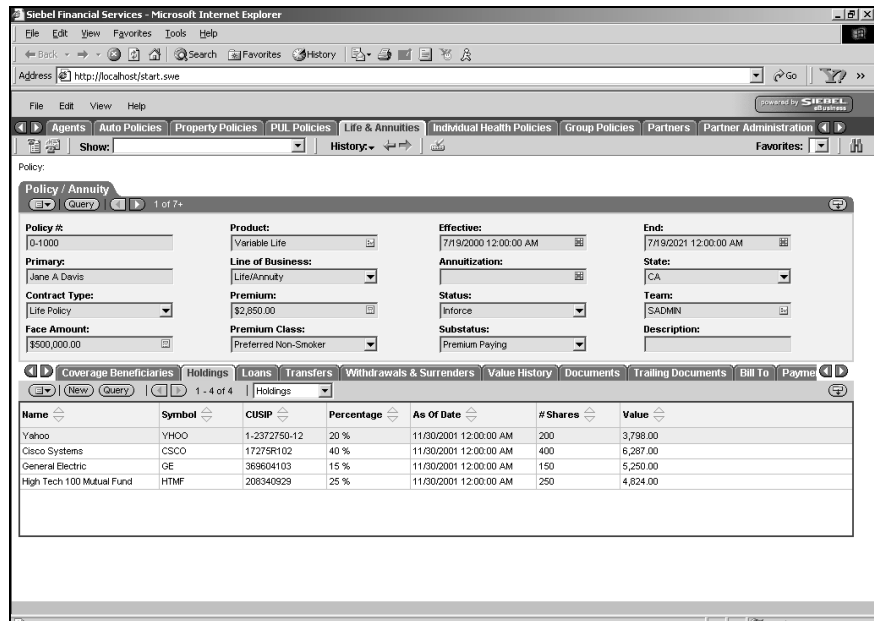 Siebel Financial Services - Microsoft Internet Explorer
File Edit View Favorites Tools Help
Back Search Favorites History
Address http://localhost/start.swe Go
File Edit View Help powered by SIEBEL eBusiness
Agents Auto Policies Property Policies PUL Policies Life & Annuities Individual Health Policies Group Policies Partners Partner Administration
Show: History: Favorites:
Policy:
Policy / Annuity
Query 1 of 7+
Policy #: Product: Effective: End:
0-1000 Variable Life 7/19/2000 12:00:00 AM 7/19/2021 12:00:00 AM
Primary: Line of Business: Annuitization: State:
Jane A Davis Life/Annuity CA
Contract Type: Premium: Status: Team:
Life Policy $2,850.00 Inforce SADMIN
Face Amount: Premium Class: Substatus: Description:
$500,000.00 Preferred Non-Smoker Premium Paying
Coverage Beneficiaries Holdings Loans Transfers Withdrawals & Surrenders Value History Documents Trailing Documents Bill To Payme
New Query 1 - 4 of 4 Holdings
Name Symbol CUSIP Percentage As Of Date # Shares Value
Yahoo YHOO 1-2372750-12 20 % 11/30/2001 12:00:00 AM 200 3,798.00
Cisco Systems CSCO 17275R102 40 % 11/30/2001 12:00:00 AM 400 6,287.00
General Electric GE 369604103 15 % 11/30/2001 12:00:00 AM 150 5,250.00
High Tech 100 Mutual Fund HTMF 208340929 25 % 11/30/2001 12:00:00 AM 250 4,824.00